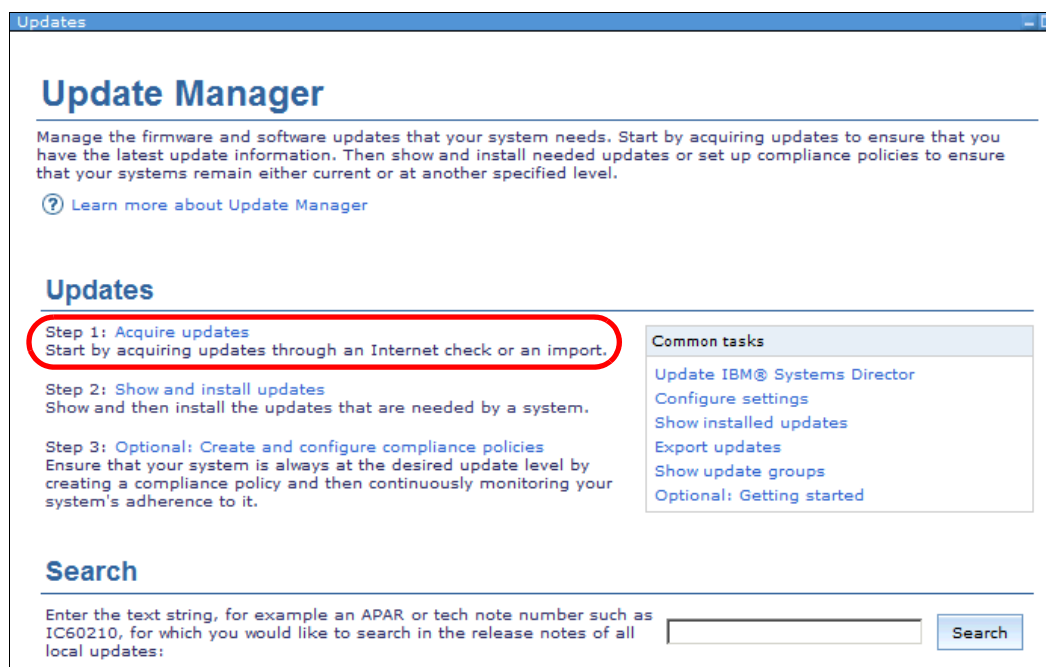 Updates
Update Manager
Manage the firmware and software updates that your system needs. Start by acquiring updates to ensure that you
have the latest update information. Then show and install needed updates or set up compliance policies to ensure
that your systems remain either current or at another specified level.
? Learn more about Update Manager
Updates
Step 1: Acquire updates
Start by acquiring updates through an Internet check or an import.
Step 2: Show and install updates
Show and then install the updates that are needed by a system.
Step 3: Optional: Create and configure compliance policies
Ensure that your system is always at the desired update level by
creating a compliance policy and then continuously monitoring your
system's adherence to it.
Common tasks
Update IBM® Systems Director
Configure settings
Show installed updates
Export updates
Show update groups
Optional: Getting started
Search
Enter the text string, for example an APAR or tech note number such as
IC60210, for which you would like to search in the release notes of all
local updates:
Search